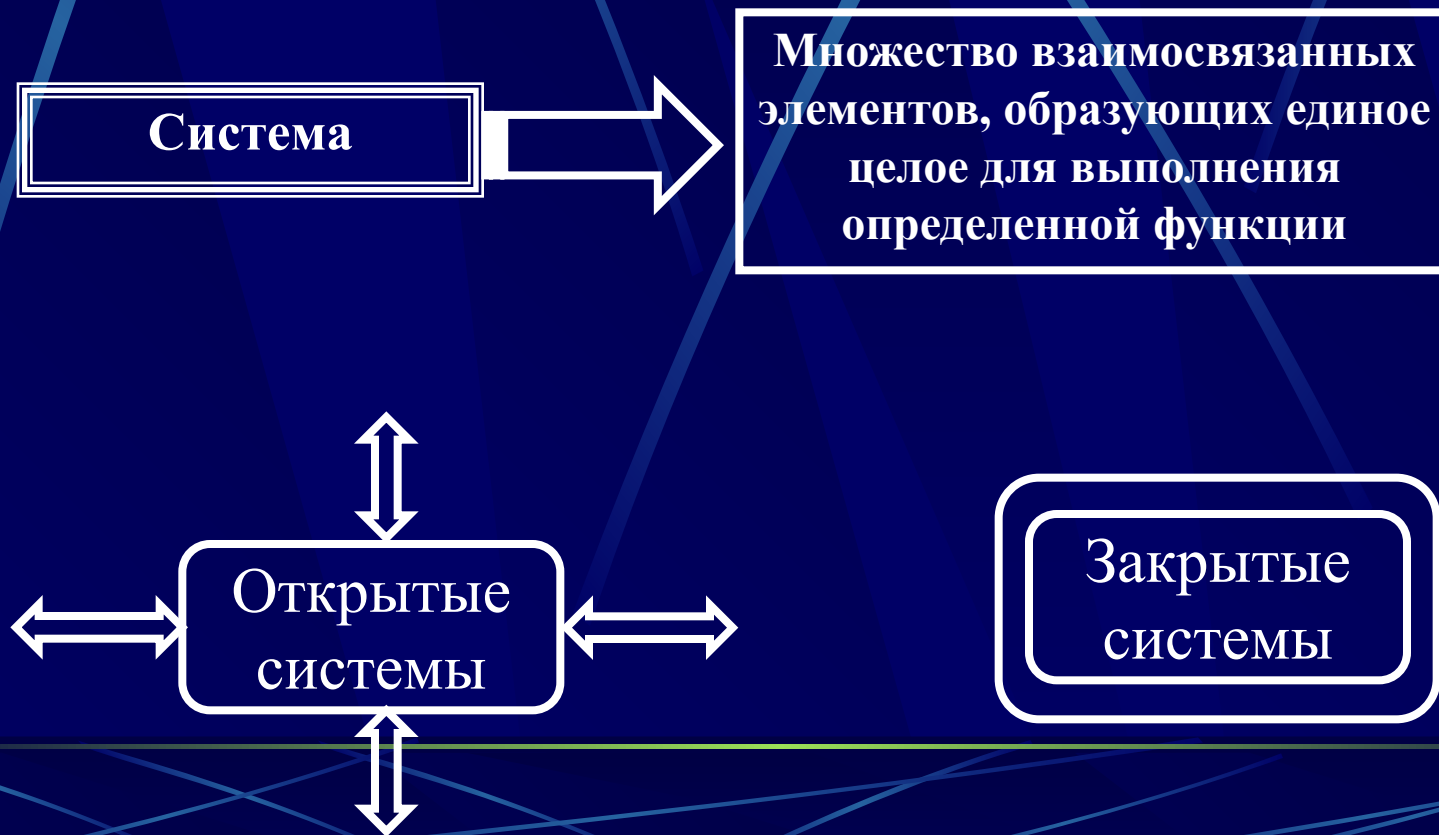 Система
Множество взаимосвязанных
элементов, образующих единое
целое для выполнения
определенной функции
Открытые
системы
Закрытые
системы